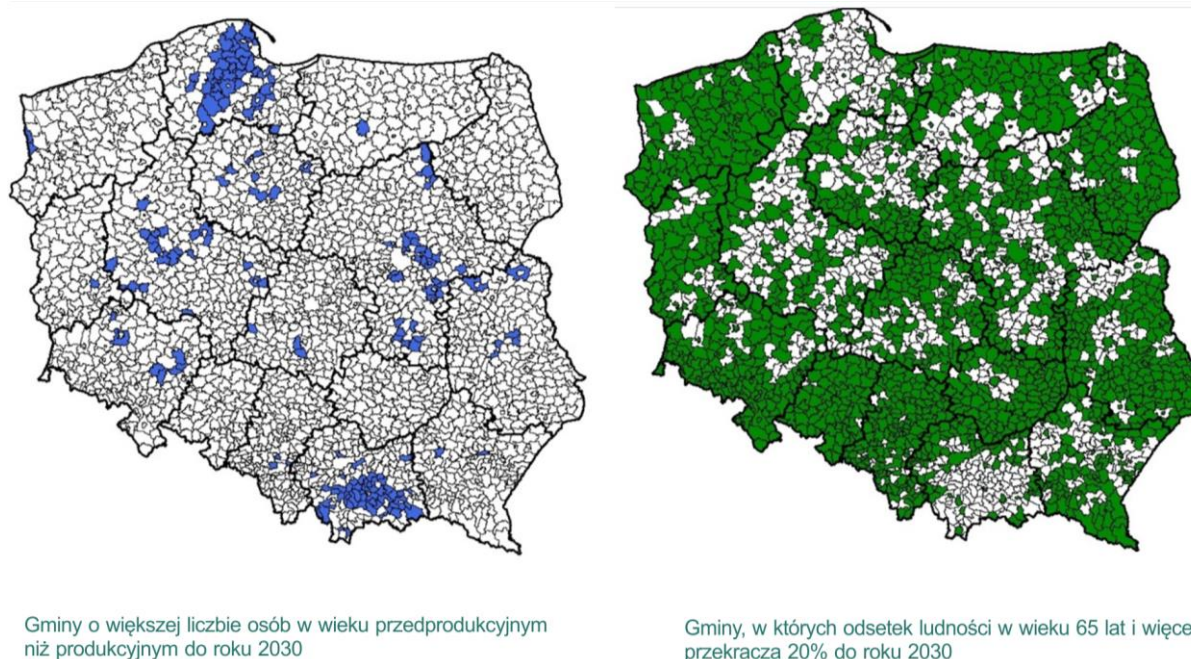 Gminy o większej liczbie osób w wieku przedprodukcyjnym
niż produkcyjnym do roku 2030
Gminy, w których odsetek ludności w wieku 65 lat i więce
przekracza 20% do roku 2030